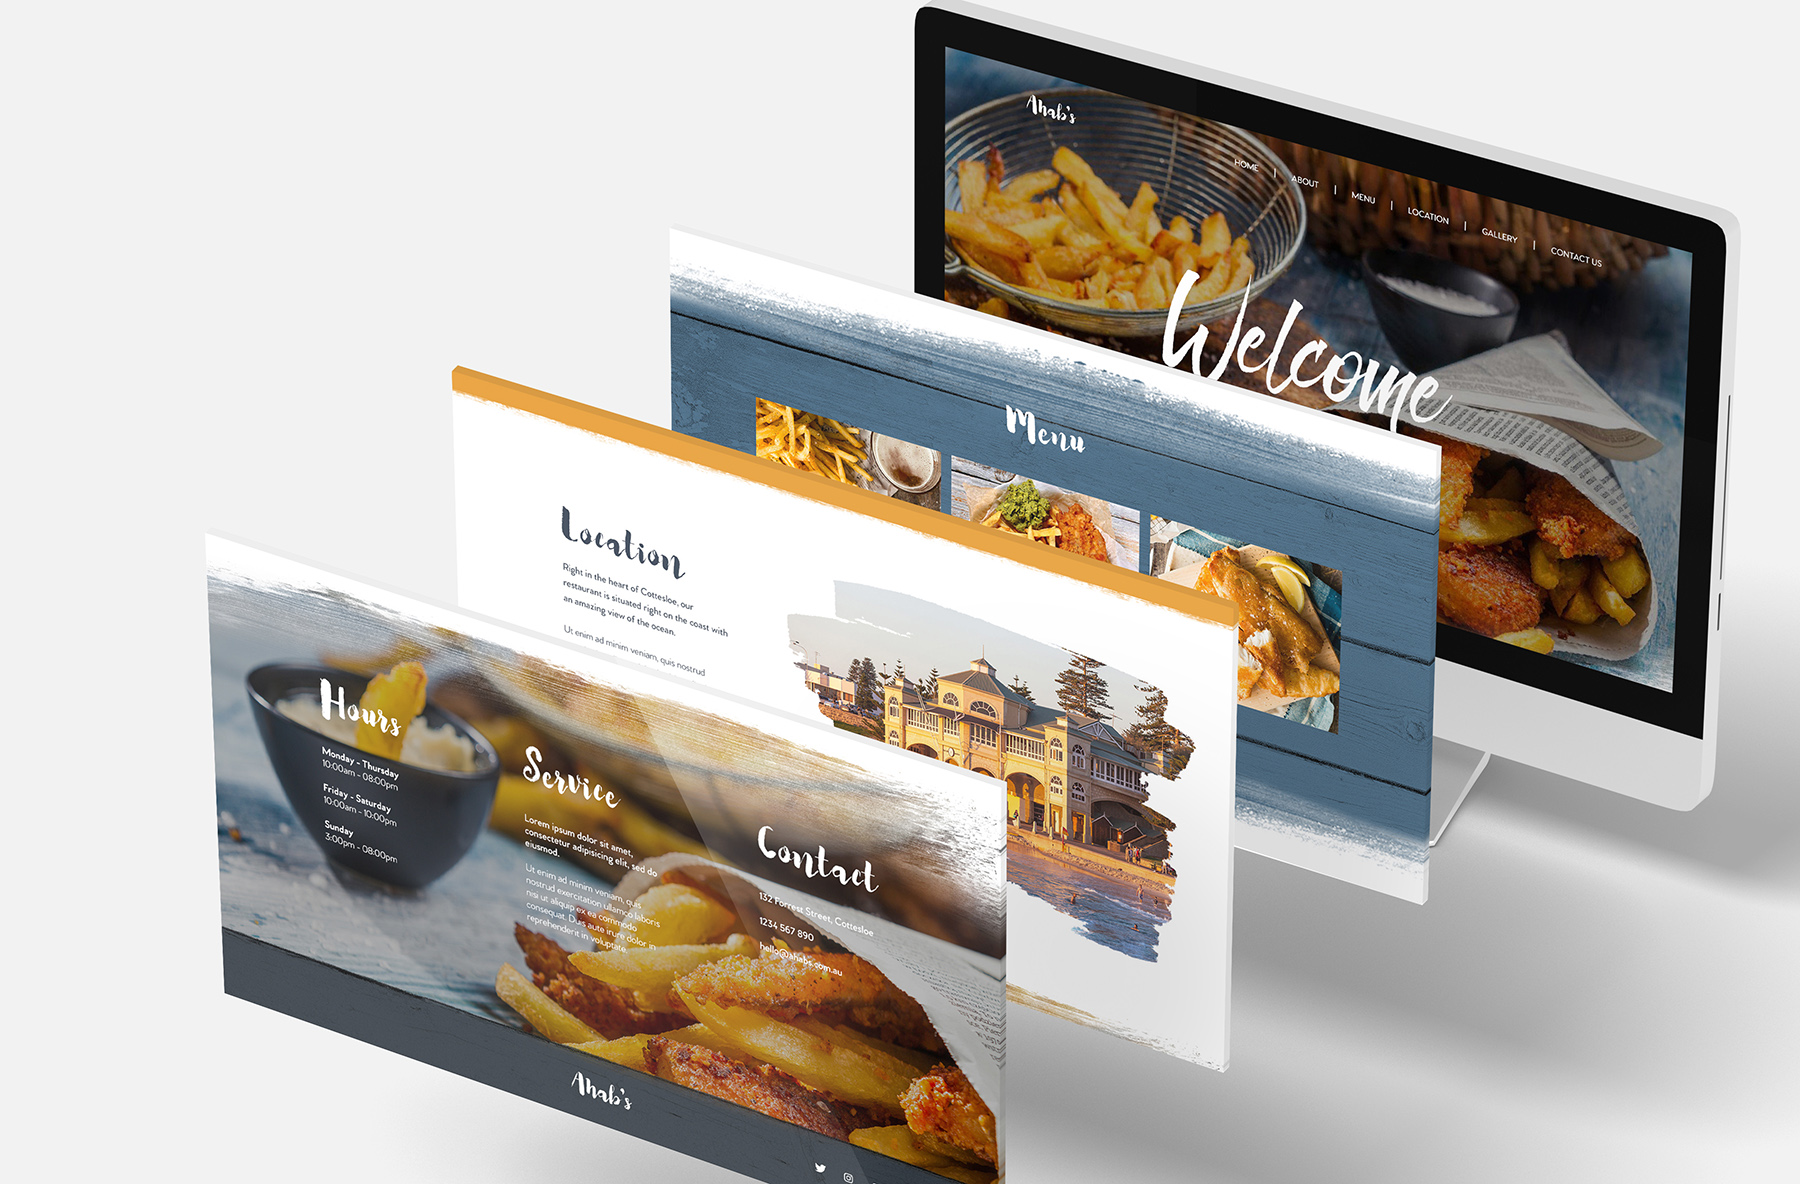 Ahab's
HOME | ABOUT | MENU | LOCATION | GALLERY | CONTACT US
Welcome
Menu
Location
Right in the heart of Cottesloe, our
restaurant is situated right on the coast with
an amazing view of the ocean.
Ut enim ad minim veniam, quis nostrud
Hours
Monday - Thursday
10:00am - 08:00pm
Friday - Saturday
10:00am - 10:00pm
Sunday
3:00pm - 08:00pm
Service
Lorem ipsum dolor sit amet,
consectetur adipisicing elit, sed do
eiusmod.
Ut enim ad minim veniam, quis
nostrud exercitation ullamco laboris
nisi ut aliquip ex ea commodo
consequat. Duis aute irure dolor in
reprehenderit in voluptate.
Contact
132 Forrest Street, Cottesloe
1234 567 890
hello@ahabs.com.au
Ahab's